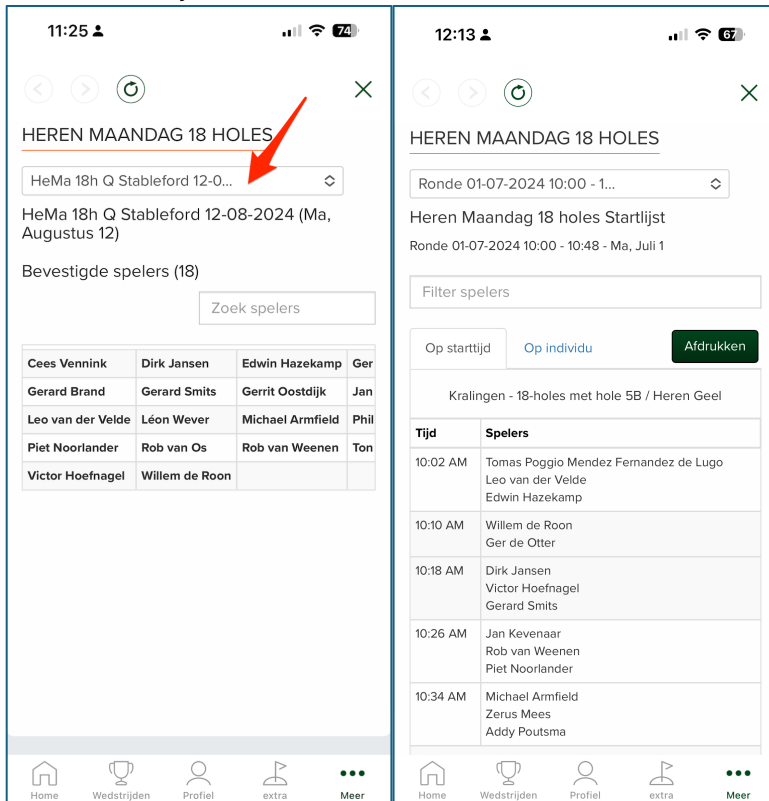 11:25
74
HEREN MAANDAG 18 HOLES
HeMa 18h Q Stableford 12-0...
HeMa 18h Q Stableford 12-08-2024 (Ma,
Augustus 12)
Bevestigde spelers (18)
Zoek spelers
Cees Vennink Dirk Jansen Edwin Hazekamp Ger
Gerard Brand Gerard Smits Gerrit Oostdijk Jan
Leo van der Velde Léon Wever Michael Armfield Phil
Piet Noorlander Rob van Os Rob van Weenen Ton
Victor Hoefnagel Willem de Roon
Home Wedstrijden Profiel extra Meer
12:13
67
HEREN MAANDAG 18 HOLES
Ronde 01-07-2024 10:00 - 1...
Heren Maandag 18 holes Startlijst
Ronde 01-07-2024 10:00 - 10:48 - Ma, Juli 1
Filter spelers
Op starttijd Op individu Afdrukken
Kralingen - 18-holes met hole 5B / Heren Geel
Tijd Spelers
10:02 AM Tomas Poggio Mendez Fernandez de Lugo
Leo van der Velde
Edwin Hazekamp
10:10 AM Willem de Roon
Ger de Otter
10:18 AM Dirk Jansen
Victor Hoefnagel
Gerard Smits
10:26 AM Jan Kevenaar
Rob van Weenen
Piet Noorlander
10:34 AM Michael Armfield
Zerus Mees
Addy Poutsma
Home Wedstrijden Profiel extra Meer